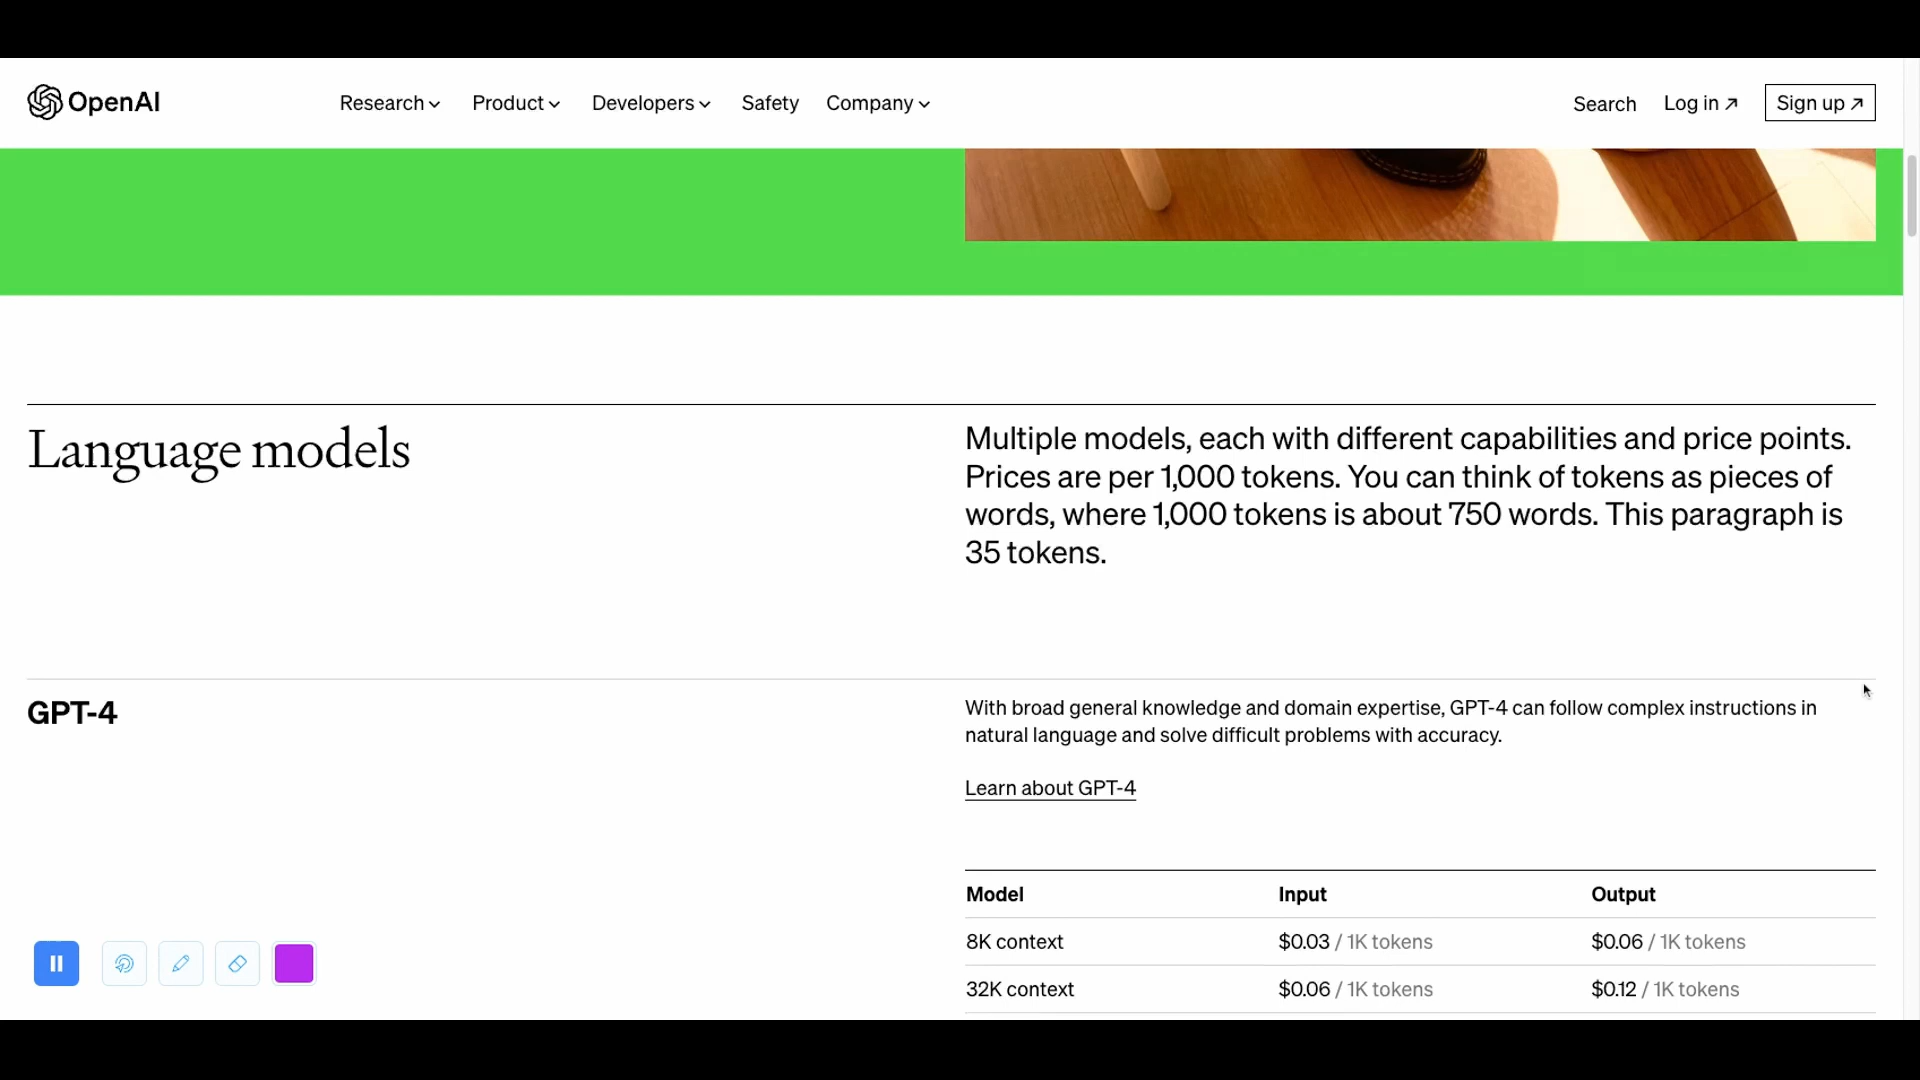 OpenAI
Research Product Developers Safety Company Search Log in ↗ Sign up ↗
Language models
Multiple models, each with different capabilities and price points.
Prices are per 1,000 tokens. You can think of tokens as pieces of
words, where 1,000 tokens is about 750 words. This paragraph is
35 tokens.
GPT-4
With broad general knowledge and domain expertise, GPT-4 can follow complex instructions in
natural language and solve difficult problems with accuracy.
Learn about GPT-4
Model Input Output
8K context $0.03 / 1K tokens $0.06 / 1K tokens
32K context $0.06 / 1K tokens $0.12 / 1K tokens